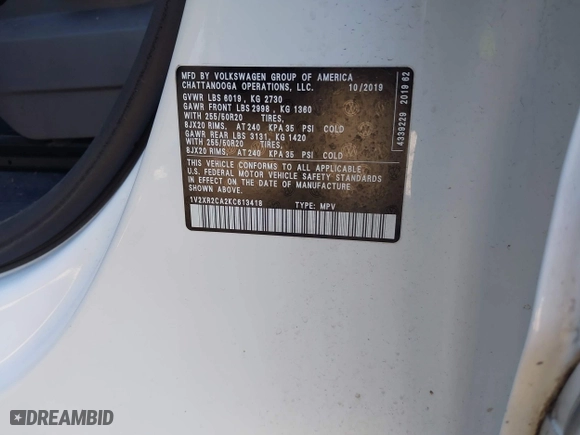 MFD BY VOLKSWAGEN GROUP OF AMERICA
CHATTANOOGA OPERATIONS, LLC. 10/2019
GVWR LBS 6019, KG 2730
GAWR FRONT LBS 2998, KG 1360
WITH 255/50R20 TIRES,
8JX20 RIMS, AT 240 KPA 35 PSI COLD
GAWR REAR LBS 3131, KG 1420
WITH 255/50R20 TIRES,
8JX20 RIMS, AT 240 KPA 35 PSI COLD
THIS VEHICLE CONFORMS TO ALL APPLICABLE
U.S. FEDERAL MOTOR VEHICLE SAFETY STANDARDS
IN EFFECT ON THE DATE OF MANUFACTURE
SHOWN ABOVE.
1V2XR2CA2KC613418 TYPE: MPV
4339229 2019 62
DREAMBID